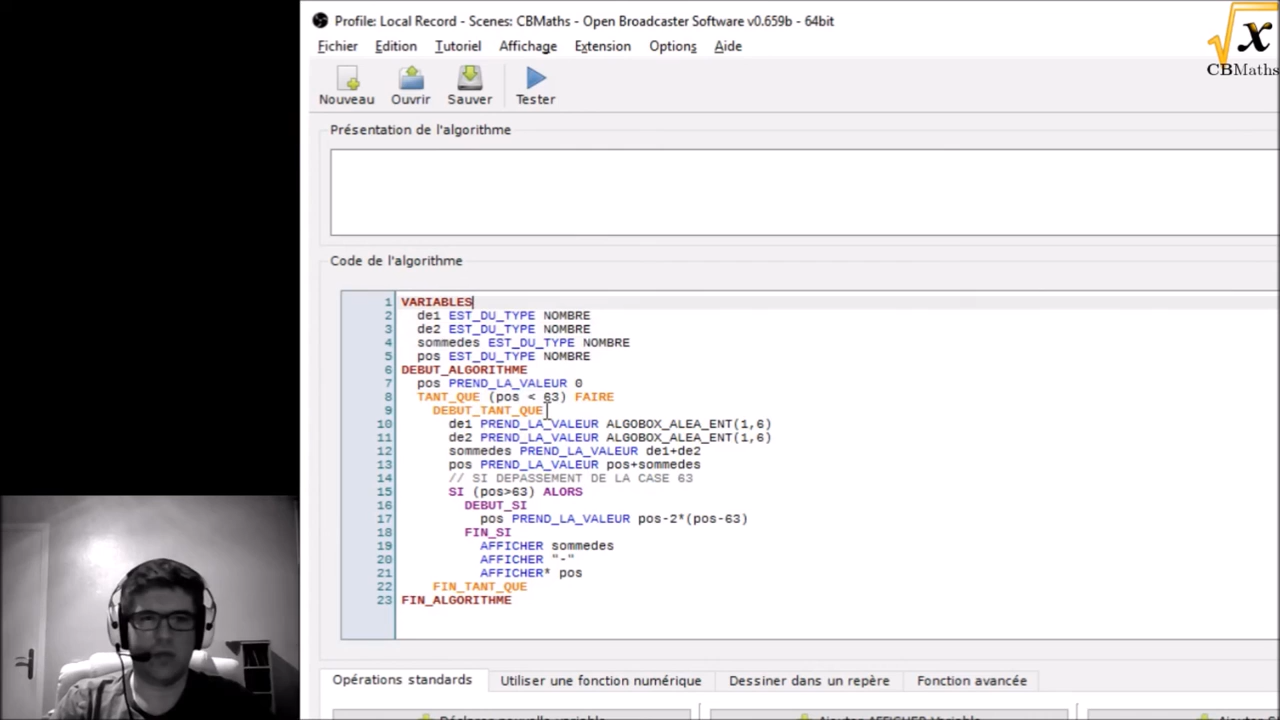 Profile: Local Record - Scenes: CBMaths - Open Broadcaster Software v0.659b - 64bit
Fichier Edition Tutoriel Affichage Extension Options Aide
x
CBMaths
Nouveau Ouvrir Sauver Tester
Présentation de l'algorithme
Code de l'algorithme
1 VARIABLES
2 de1 EST_DU_TYPE NOMBRE
3 de2 EST_DU_TYPE NOMBRE
4 sommedes EST_DU_TYPE NOMBRE
5 pos EST_DU_TYPE NOMBRE
6 DEBUT_ALGORITHME
7 pos PREND_LA_VALEUR 0
8 TANT_QUE (pos < 63) FAIRE
9 DEBUT_TANT_QUE
10 de1 PREND_LA_VALEUR ALGOBOX_ALEA_ENT(1,6)
11 de2 PREND_LA_VALEUR ALGOBOX_ALEA_ENT(1,6)
12 sommedes PREND_LA_VALEUR de1+de2
13 pos PREND_LA_VALEUR pos+sommedes
14 // SI DEPASSEMENT DE LA CASE 63
15 SI (pos>63) ALORS
16 DEBUT_SI
17 pos PREND_LA_VALEUR pos-2*(pos-63)
18 FIN_SI
19 AFFICHER sommedes
20 AFFICHER "-"
21 AFFICHER* pos
22 FIN_TANT_QUE
23 FIN_ALGORITHME
Opérations standards Utiliser une fonction numérique Dessiner dans un repère Fonction avancée